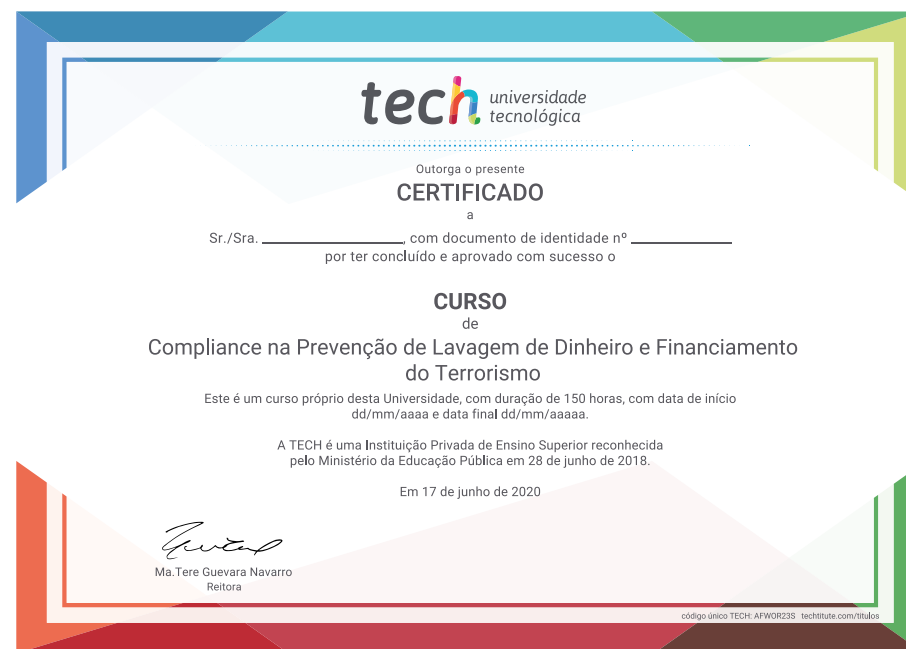 tech universidade
tecnológica
Outorga o presente
CERTIFICADO
a
Sr./Sra. ________________, com documento de identidade nº ____________
por ter concluído e aprovado com sucesso o
CURSO
de
Compliance na Prevenção de Lavagem de Dinheiro e Financiamento
do Terrorismo
Este é um curso próprio desta Universidade, com duração de 150 horas, com data de início
dd/mm/aaaa e data final dd/mm/aaaaa.
A TECH é uma Instituição Privada de Ensino Superior reconhecida
pelo Ministério da Educação Pública em 28 de junho de 2018.
Em 17 de junho de 2020
Ma.Tere Guevara Navarro
Reitora
código único TECH: AFWOR23S techtitute.com/títulos